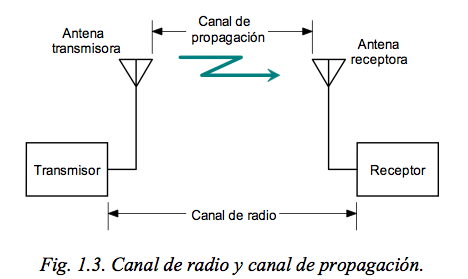 Canal de
propagación
Antena
transmisora
Antena
receptora
Transmisor
Receptor
Canal de radio
Fig. 1.3. Canal de radio y canal de propagación.